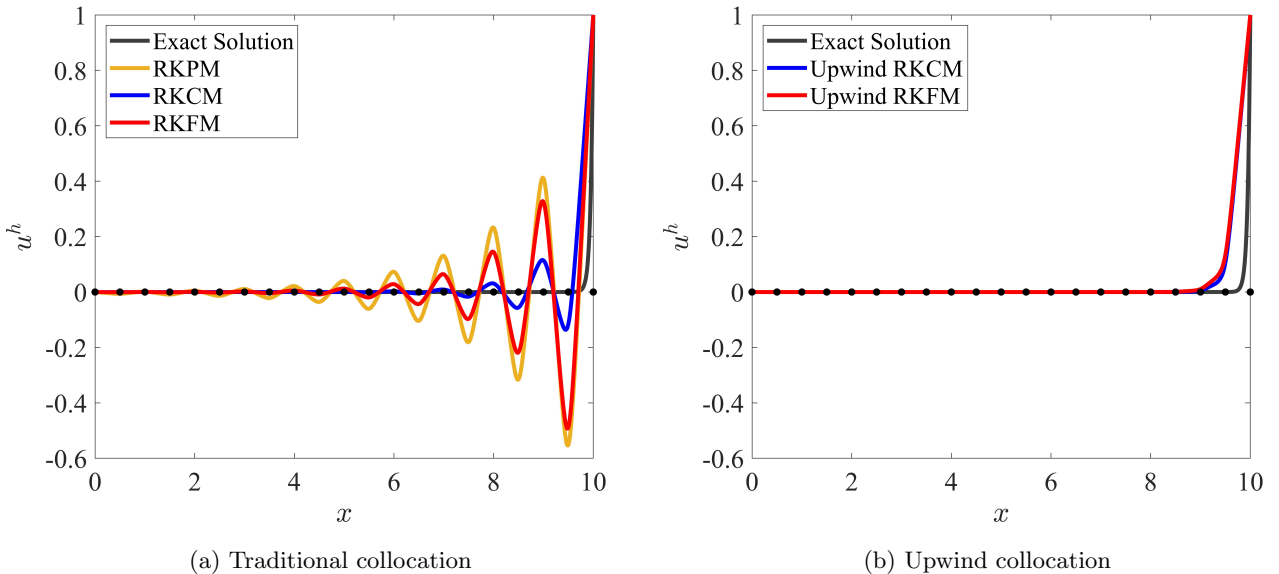 1
0.8
0.6
0.4
0.2
0
-0.2
-0.4
-0.6
0
2
4
6
8
10
u^h
x
Exact Solution
RKPM
RKCM
RKFM
(a) Traditional collocation
1
0.8
0.6
0.4
0.2
0
-0.2
-0.4
-0.6
0
2
4
6
8
10
u^h
x
Exact Solution
Upwind RKCM
Upwind RKFM
(b) Upwind collocation